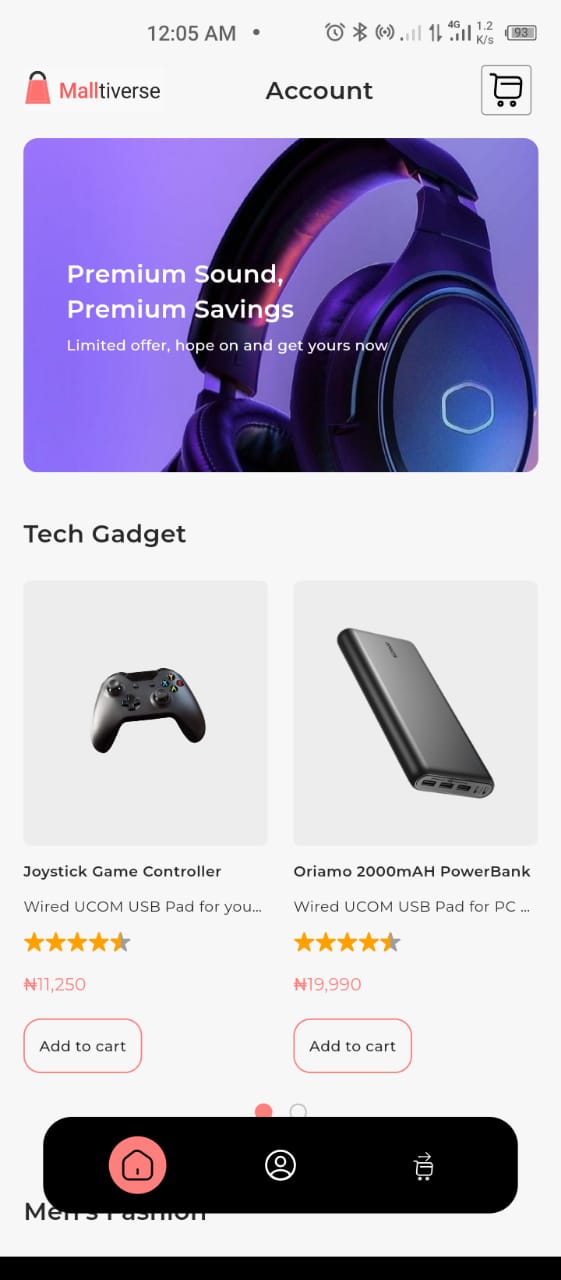 12:05 AM •
4G
1.2
K/s
93
Malltiverse
Account
Premium Sound,
Premium Savings
Limited offer, hope on and get yours now
Tech Gadget
Joystick Game Controller
Wired UCOM USB Pad for you...
₦11,250
Add to cart
Oriamo 2000mAH PowerBank
Wired UCOM USB Pad for PC ...
₦19,990
Add to cart
Men's Fashion